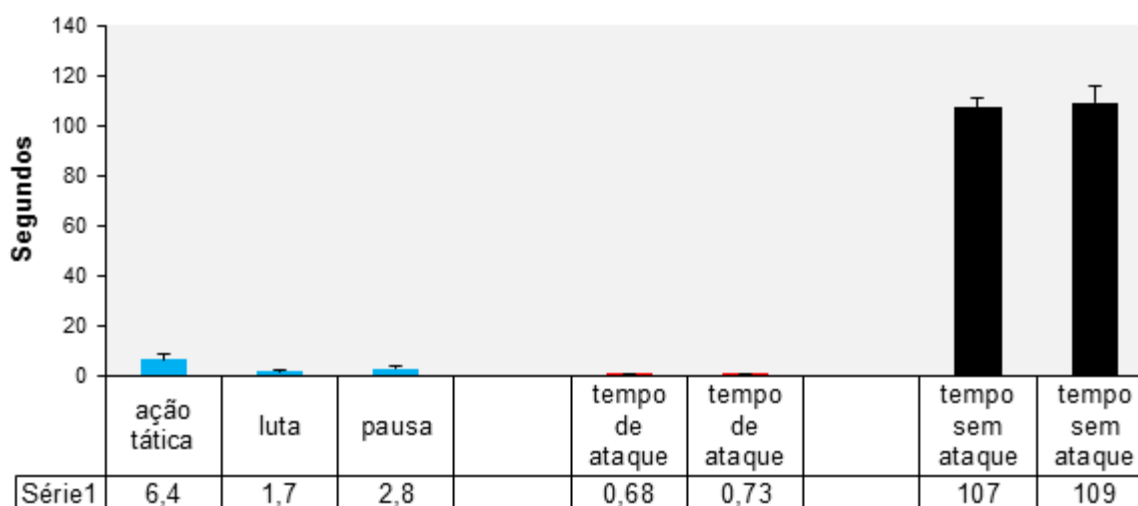 140
120
100
80
60
40
20
0
Segundos
ação
tática
luta
pausa
tempo
de
ataque
tempo
de
ataque
tempo
sem
ataque
tempo
sem
ataque
Série1 6,4 1,7 2,8 0,68 0,73 107 109